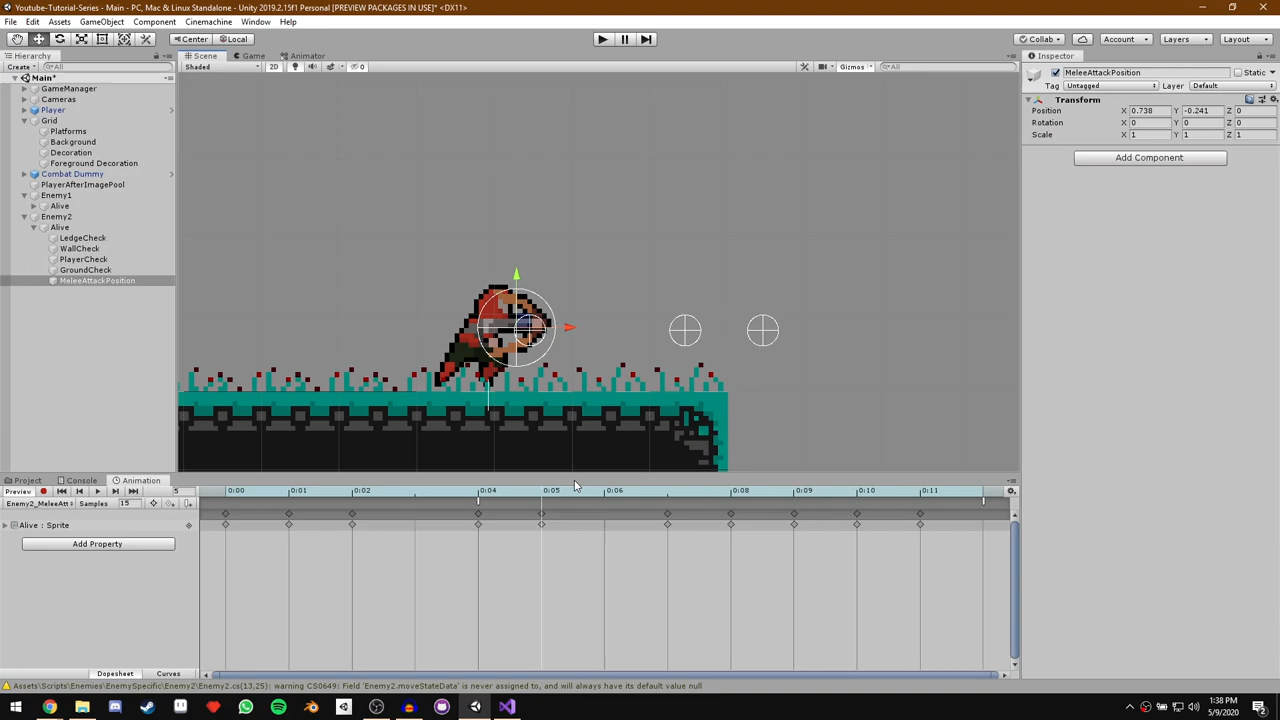 Youtube-Tutorial-Series - Main - PC, Mac & Linux Standalone - Unity 2019.2.15f1 Personal [PREVIEW PACKAGES IN USE]* <DX11>
File Edit Assets GameObject Component Cinemachine Window Help
Center Local Collab Account Layers Layout
Hierarchy
Create All
Main*
GameManager
Cameras
Player
Grid
Platforms
Background
Decoration
Foreground Decoration
Combat Dummy
PlayerAfterImagePool
Enemy1
Alive
Enemy2
Alive
LedgeCheck
WallCheck
PlayerCheck
GroundCheck
MeleeAttackPosition
Scene Game Animator
Shaded 2D 0 Gizmos All
Inspector
MeleeAttackPosition Static
Tag Untagged Layer Default
Transform
Position X 0.738 Y -0.241 Z 0
Rotation X 0 Y 0 Z 0
Scale X 1 Y 1 Z 1
Add Component
Project Console Animation
Preview 5 0:00 0:01 0:02 0:04 0:05 0:06 0:08 0:09 0:10 0:11
Enemy2_MeleeAtt Samples 15
Alive : Sprite
Add Property
Dopesheet Curves
Assets\Scripts\Enemies\EnemySpecific\Enemy2\Enemy2.cs(13,25): warning CS0649: Field 'Enemy2.moveStateData' is never assigned to, and will always have its default value null
1:38 PM
5/9/2020
2